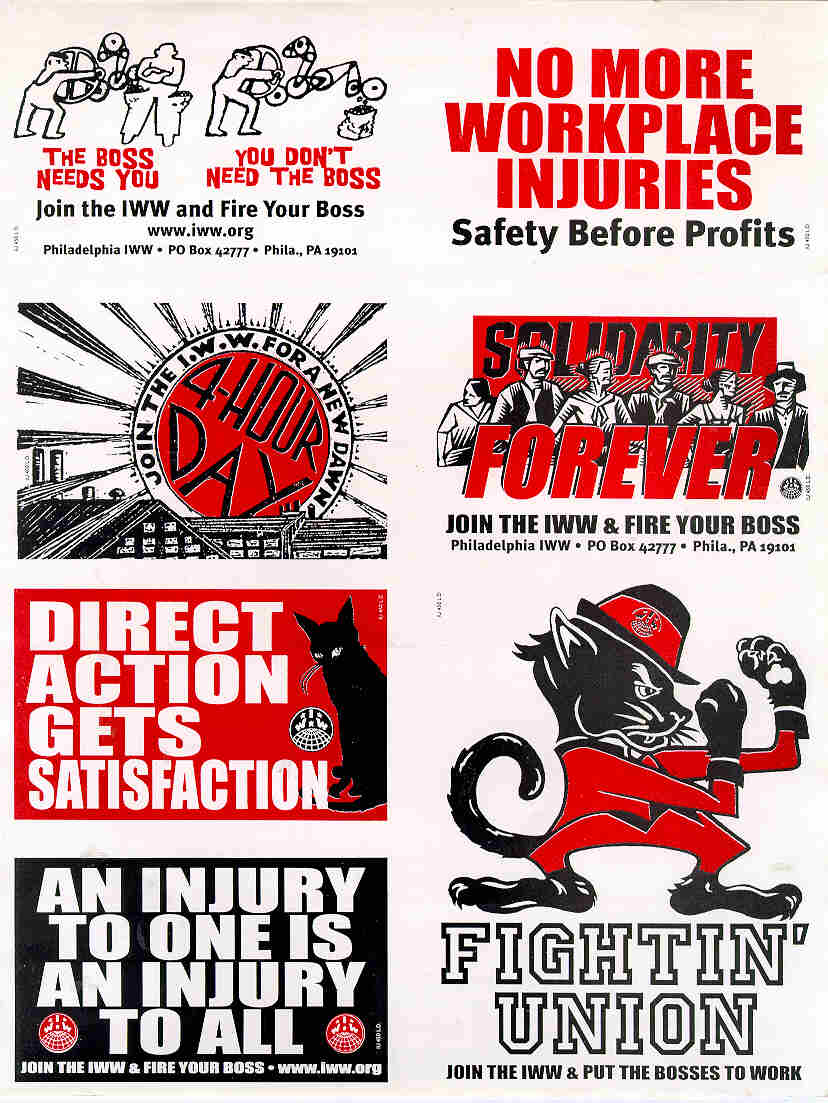 THE BOSS
NEEDS YOU
YOU DON'T
NEED THE BOSS
Join the IWW and Fire Your Boss
www.iww.org
Philadelphia IWW • PO Box 42777 • Phila., PA 19101
NO MORE
WORKPLACE
INJURIES
Safety Before Profits
JOIN THE I.W.W. FOR A NEW DAWN.
4-HOUR
DAY
SOLIDARITY
FOREVER
JOIN THE IWW & FIRE YOUR BOSS
Philadelphia IWW • PO Box 42777 • Phila., PA 19101
DIRECT
ACTION
GETS
SATISFACTION
AN INJURY
TO ONE IS
AN INJURY
TO ALL
JOIN THE IWW & FIRE YOUR BOSS • www.iww.org
FIGHTIN'
UNION
JOIN THE IWW & PUT THE BOSSES TO WORK